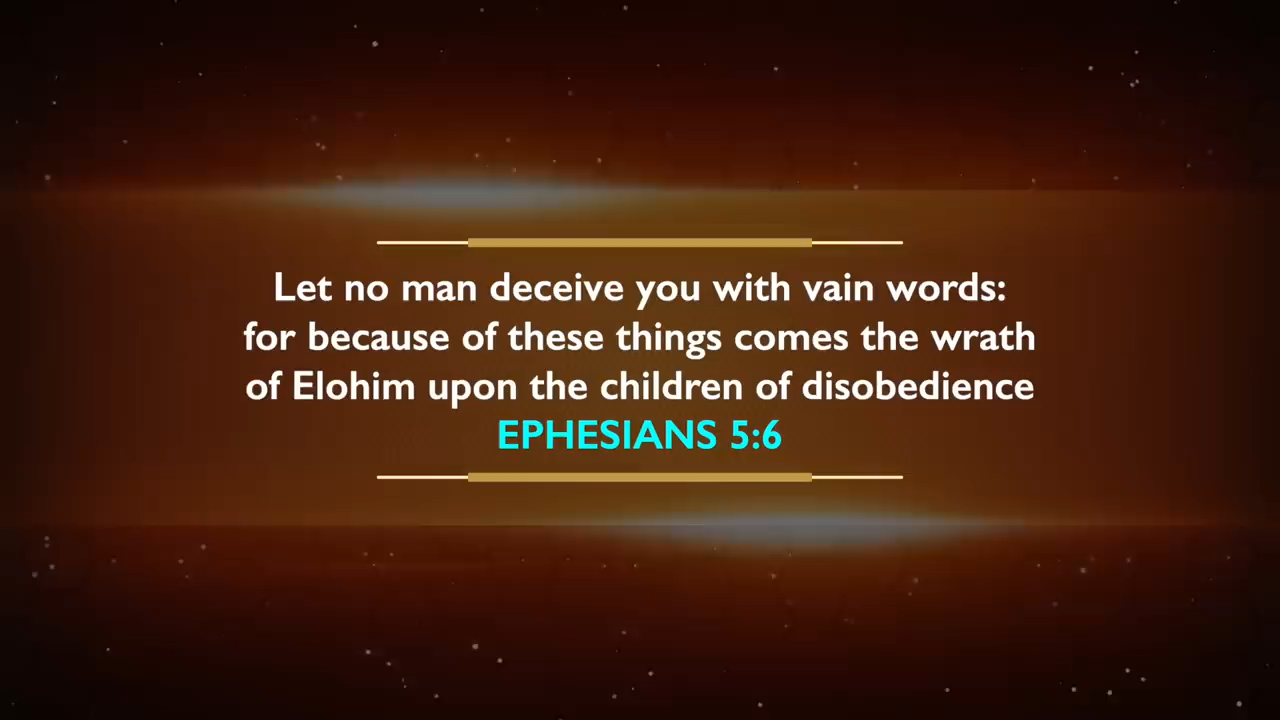 Let no man deceive you with vain words:
for because of these things comes the wrath
of Elohim upon the children of disobedience
EPHESIANS 5:6